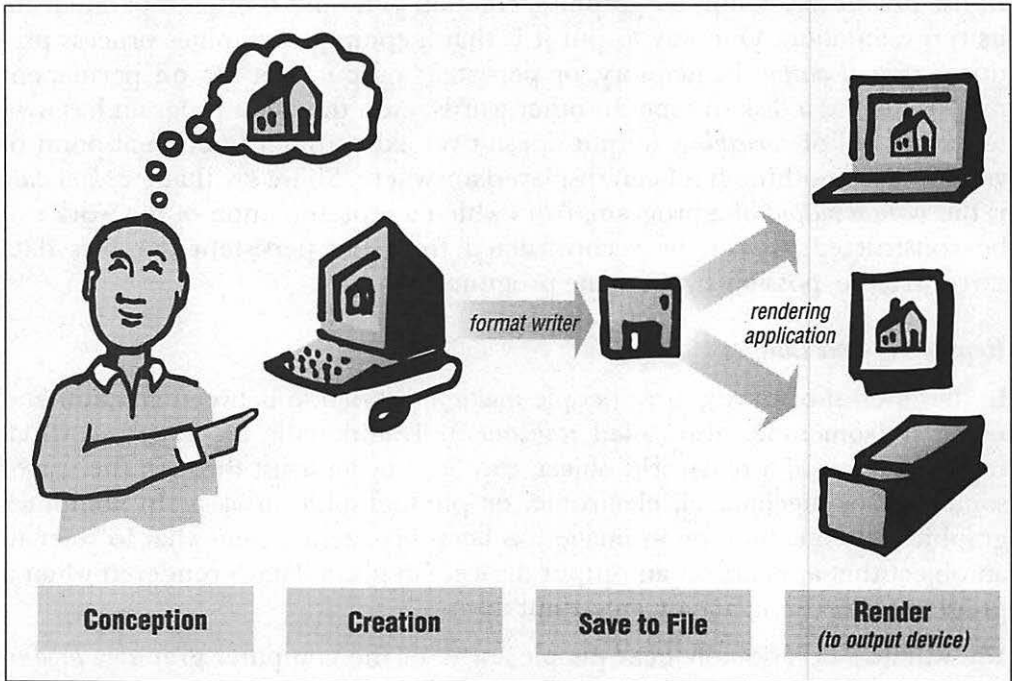 format writer
rendering
application
Conception
Creation
Save to File
Render
(to output device)